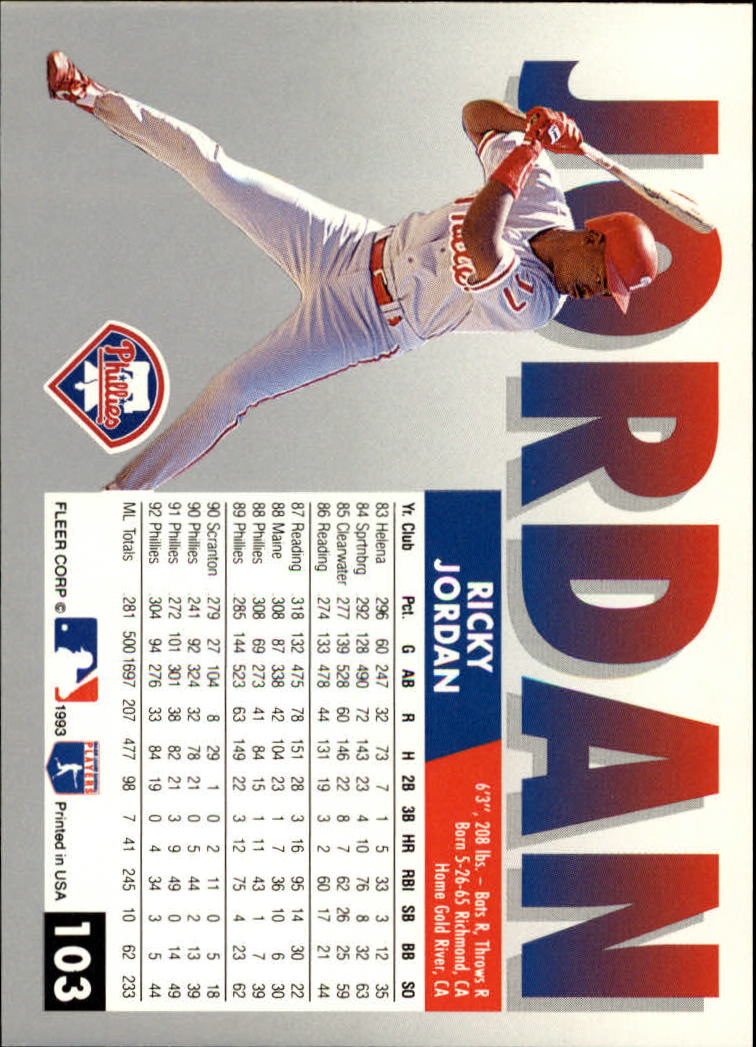 JORDAN
Phillies
17
Phillies
RICKY
JORDAN
6'3", 208 lbs. – Bats R, Throws R
Born 5-26-65 Richmond, CA
Home Gold River, CA
Yr. Club Pct. G AB R H 2B 3B HR RBI SB BB SO
83 Helena 296 60 247 32 73 7 1 5 33 3 12 35
84 Sprtnbrg 292 128 490 72 143 23 4 10 76 8 32 63
85 Clearwater 277 139 528 60 146 22 8 7 62 26 25 59
86 Reading 274 133 478 44 131 19 3 2 60 17 21 44
87 Reading 318 132 475 78 151 28 3 16 95 14 30 22
88 Maine 308 87 338 42 104 23 1 7 36 10 6 30
88 Phillies 308 69 273 41 84 15 1 11 43 1 7 39
89 Phillies 285 144 523 63 149 22 3 12 75 4 23 62
90 Scranton 279 27 104 8 29 1 0 2 11 0 5 18
90 Phillies 241 92 324 32 78 21 0 5 44 2 13 39
91 Phillies 272 101 301 38 82 21 3 9 49 0 14 49
92 Phillies 304 94 276 33 84 19 0 4 34 3 5 44
ML Totals 281 500 1697 207 477 98 7 41 245 10 62 233
FLEER CORP © 1993 PLAYERS Printed in USA
103